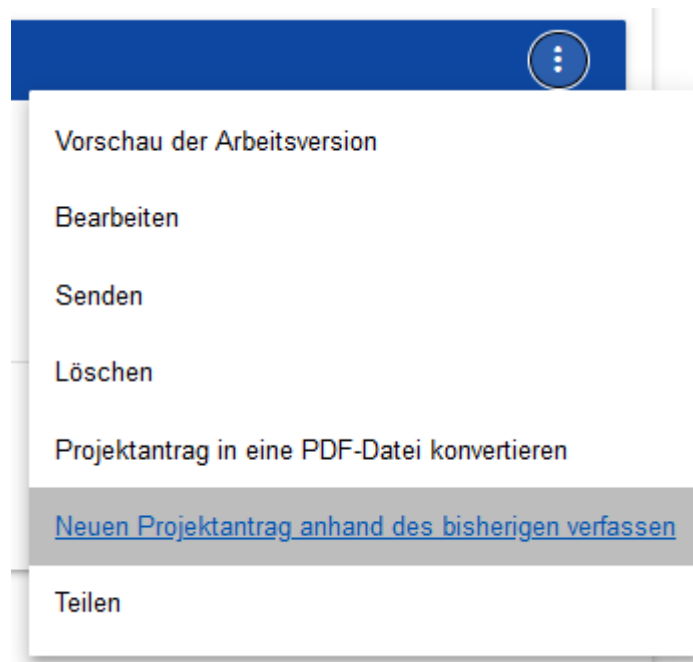 Vorschau der Arbeitsversion
Bearbeiten
Senden
Löschen
Projektantrag in eine PDF-Datei konvertieren
Neuen Projektantrag anhand des bisherigen verfassen
Teilen